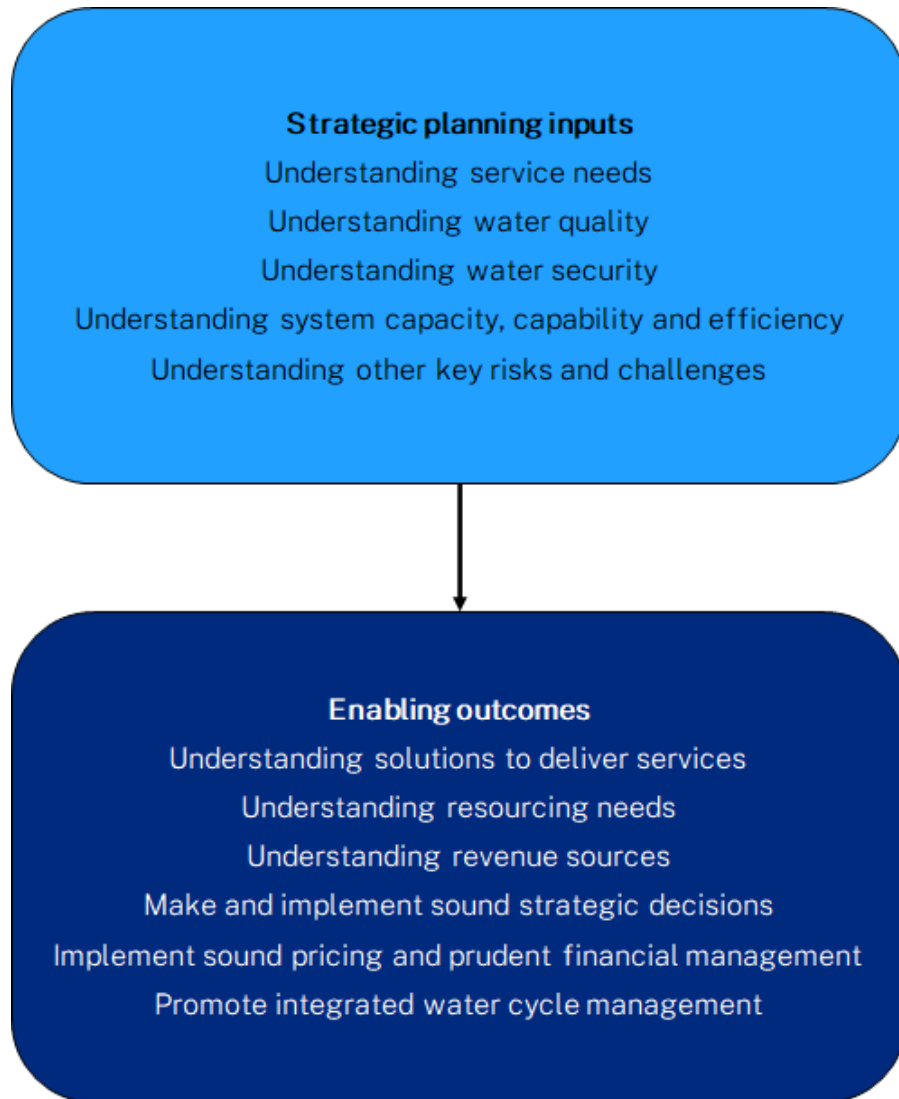 Strategic planning inputs
Understanding service needs
Understanding water quality
Understanding water security
Understanding system capacity, capability and efficiency
Understanding other key risks and challenges
Enabling outcomes
Understanding solutions to deliver services
Understanding resourcing needs
Understanding revenue sources
Make and implement sound strategic decisions
Implement sound pricing and prudent financial management
Promote integrated water cycle management